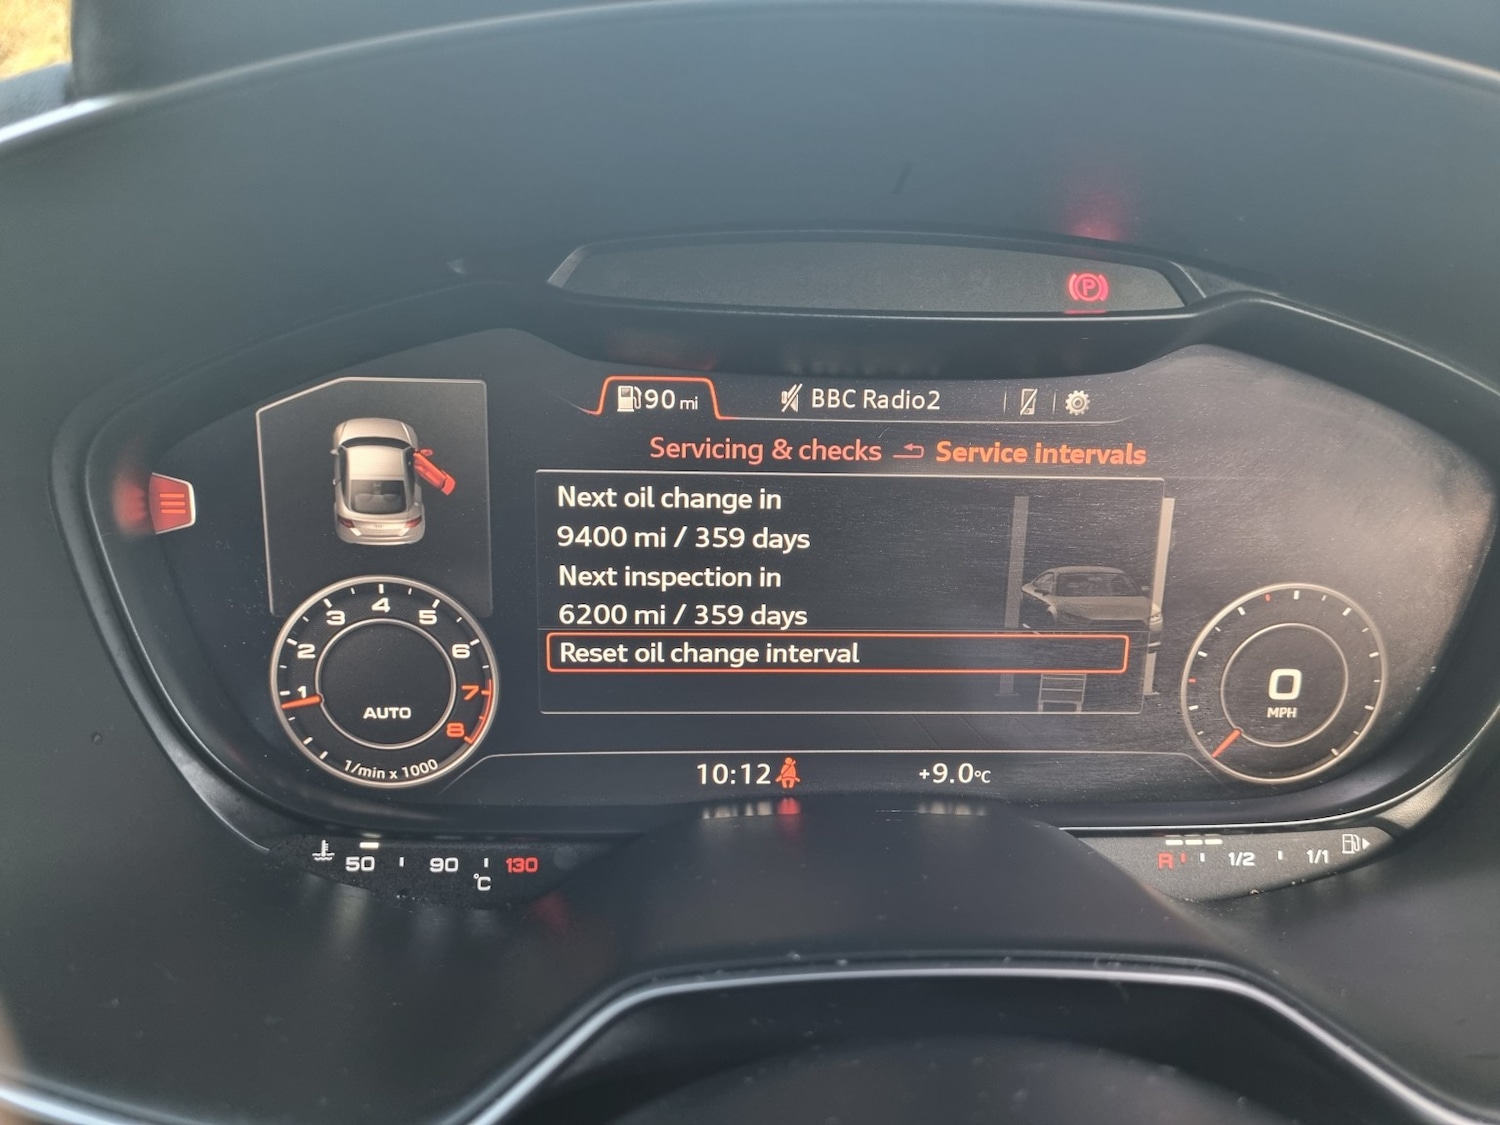 P
90 mi
BBC Radio2
Servicing & checks
Service intervals
Next oil change in
9400 mi / 359 days
Next inspection in
6200 mi / 359 days
Reset oil change interval
1
2
3
4
5
6
7
8
AUTO
1/min x 1000
0
MPH
10:12
+9.0°C
50
90
130
°C
R
1/2
1/1